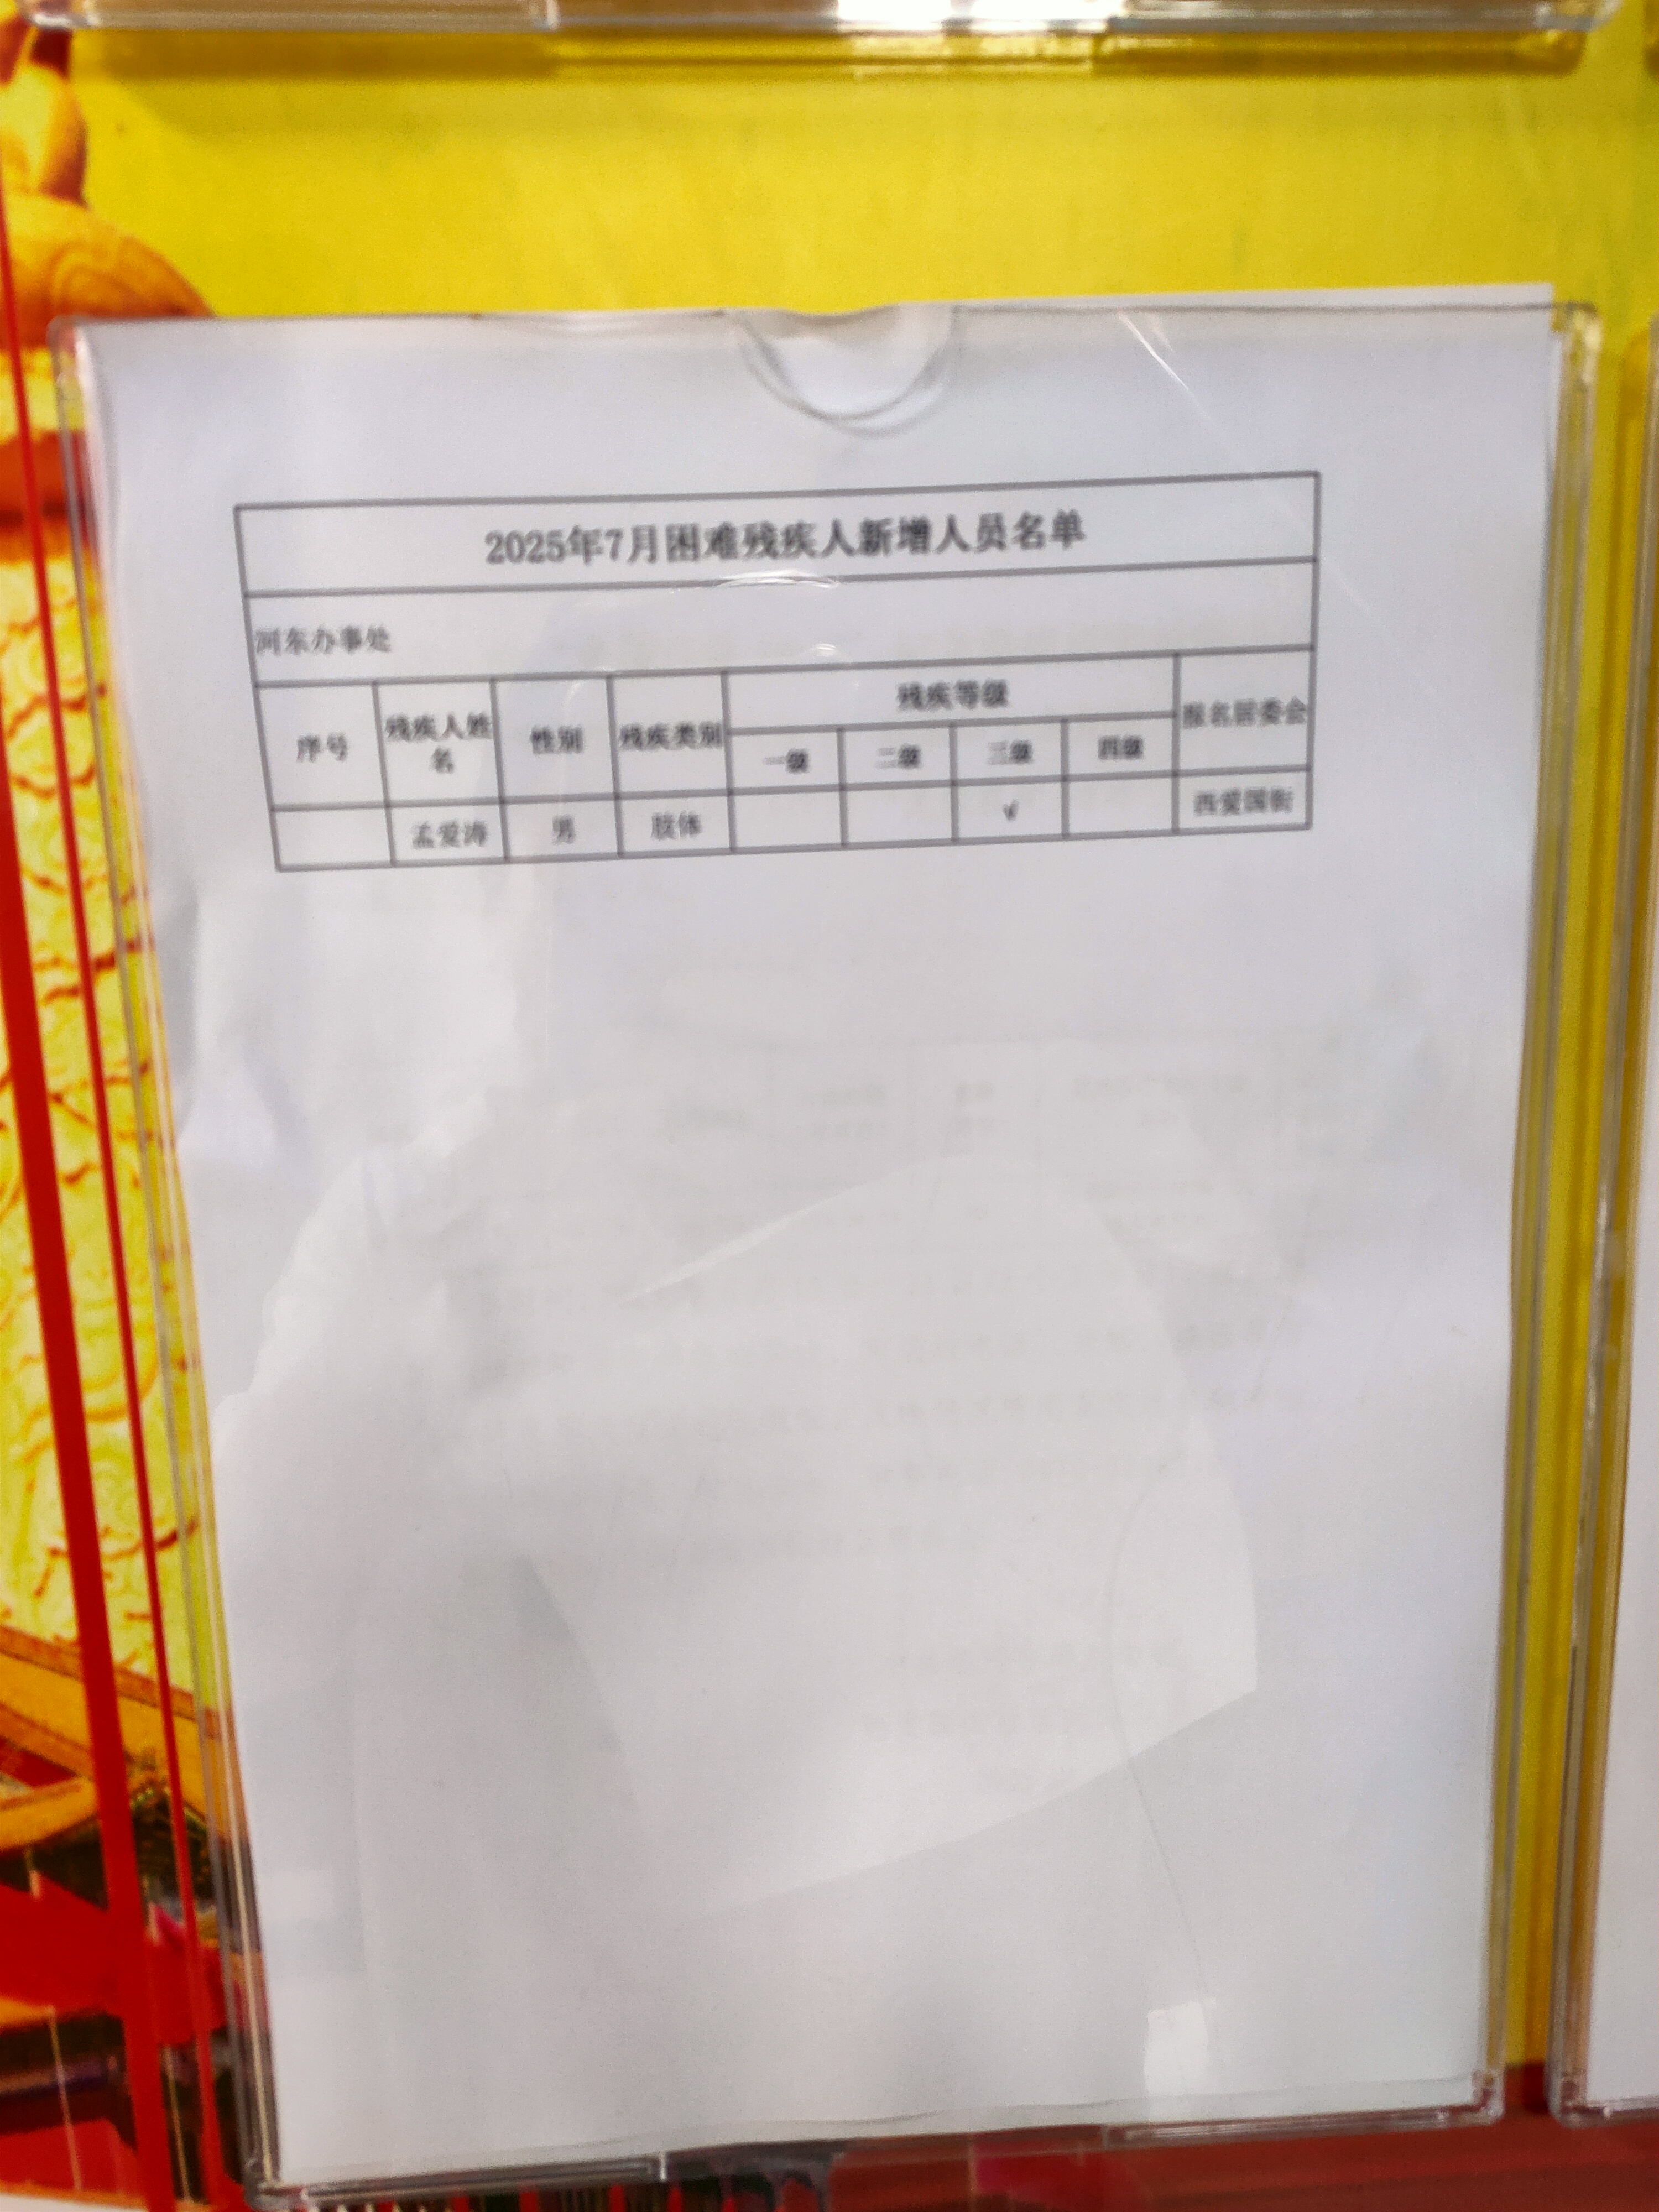 2025年7月困难残疾人新增人员名单
河东办事处
序号 残疾人姓名 性别 残疾类别 残疾等级 报名居委会
一级 二级 三级 四级
孟爱涛 男 肢体 √ 西爱国街